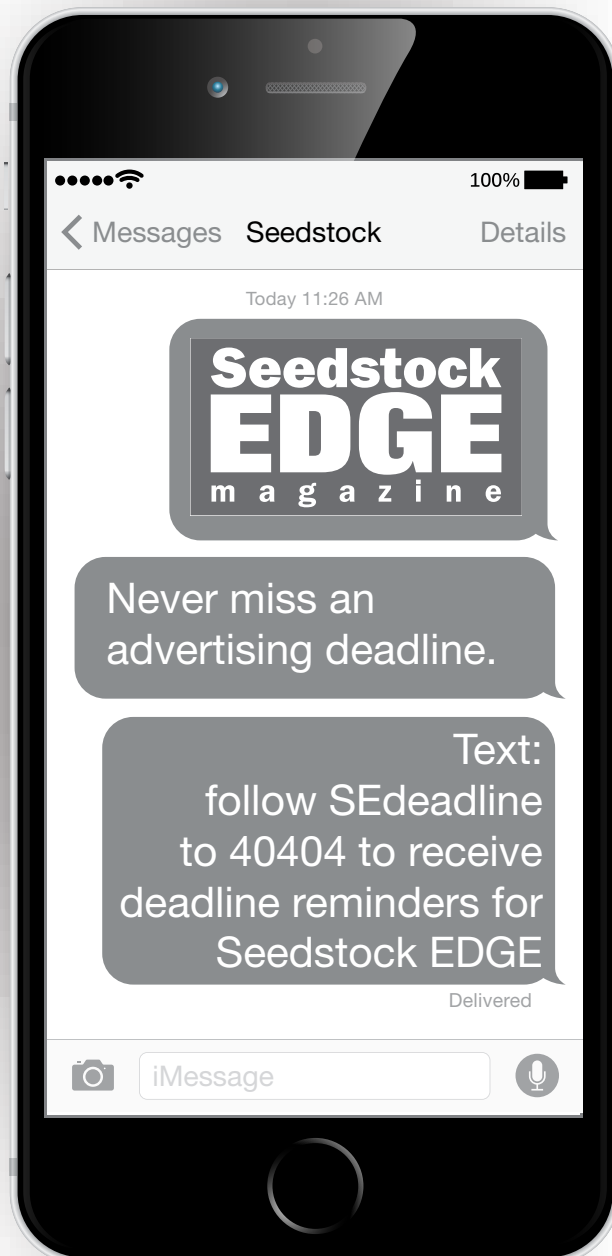 100%
Messages Seedstock Details
Today 11:26 AM
Seedstock
EDGE
magazine
Never miss an
advertising deadline.
Text:
follow SEdeadline
to 40404 to receive
deadline reminders for
Seedstock EDGE
Delivered
iMessage